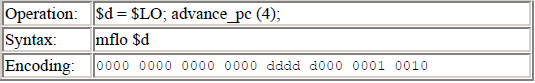 Operation: $d = $LO; advance_pc (4);
Syntax: mflo $d
Encoding: 0000 0000 0000 0000 dddd d000 0001 0010